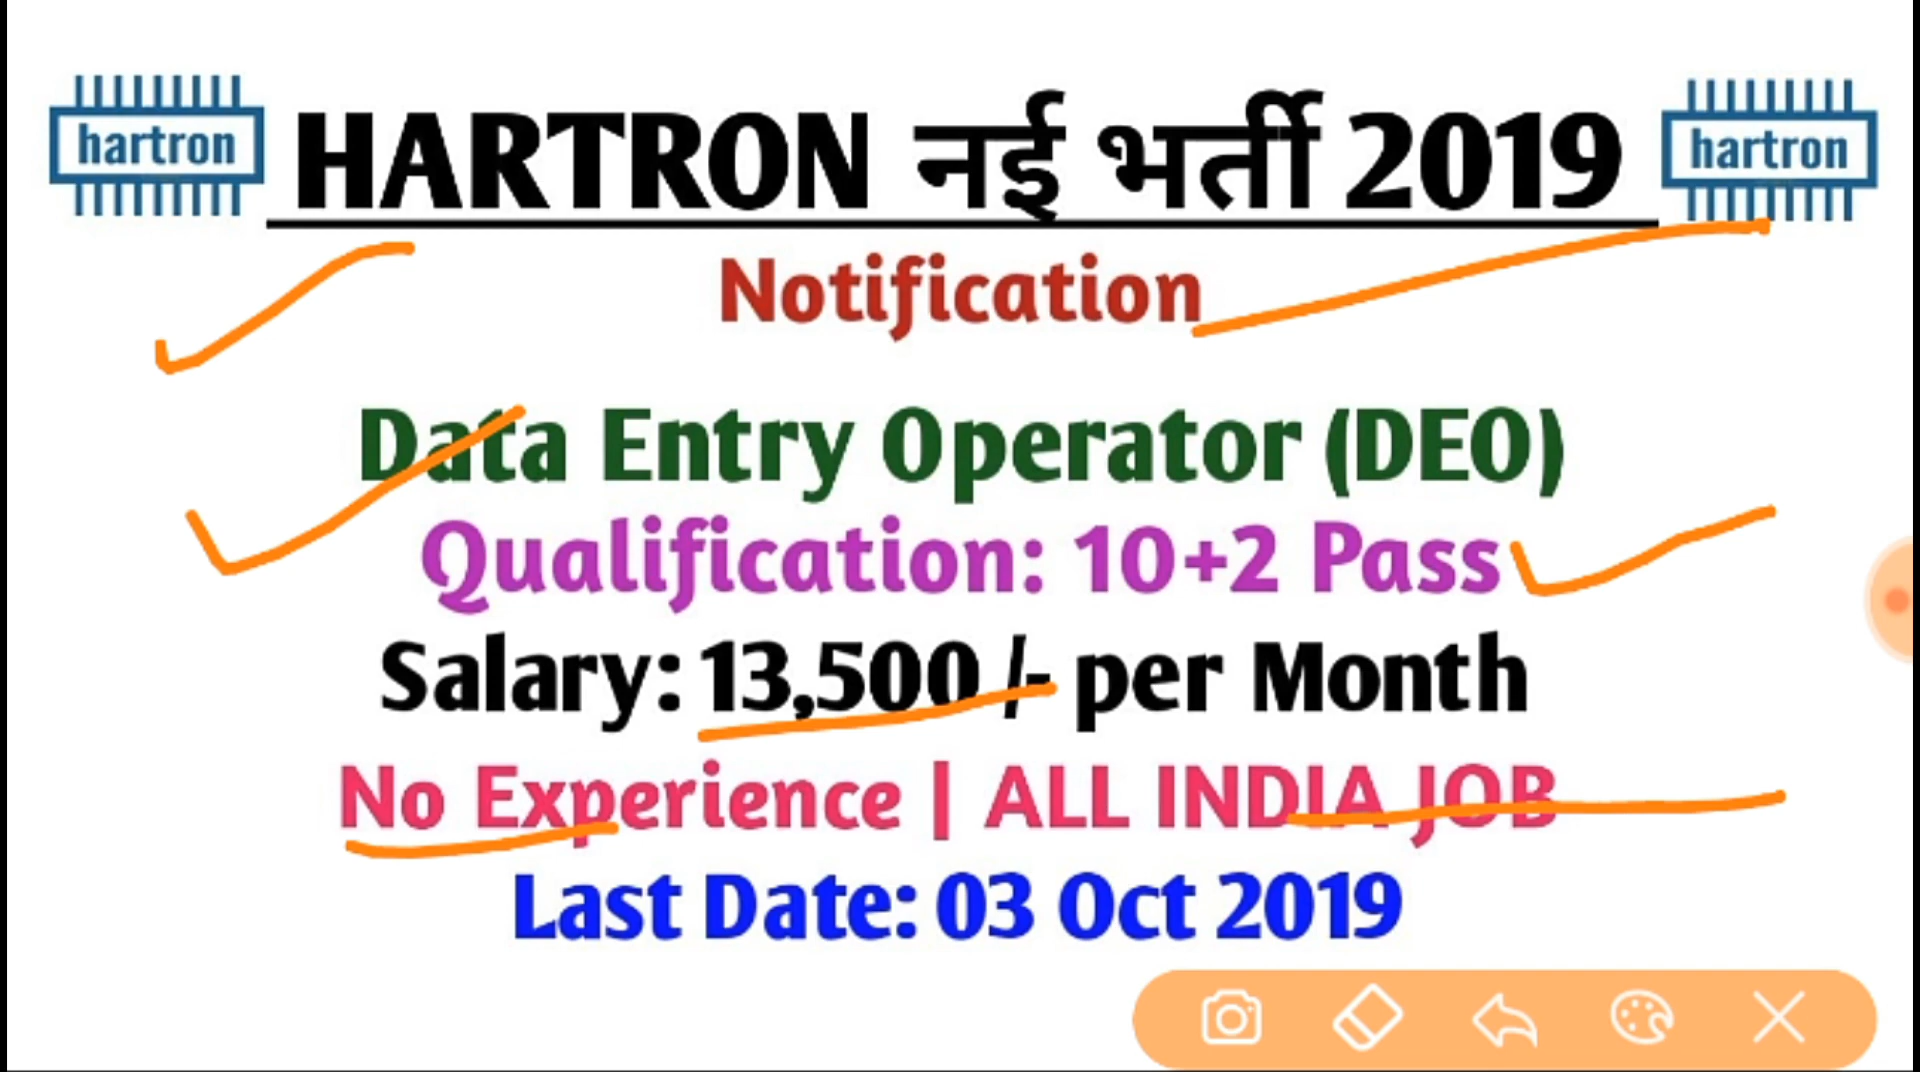 hartron HARTRON नई भर्ती 2019 hartron
Notification
Data Entry Operator (DEO)
Qualification: 10+2 Pass
Salary: 13,500 /- per Month
No Experience | ALL INDIA JOB
Last Date: 03 Oct 2019